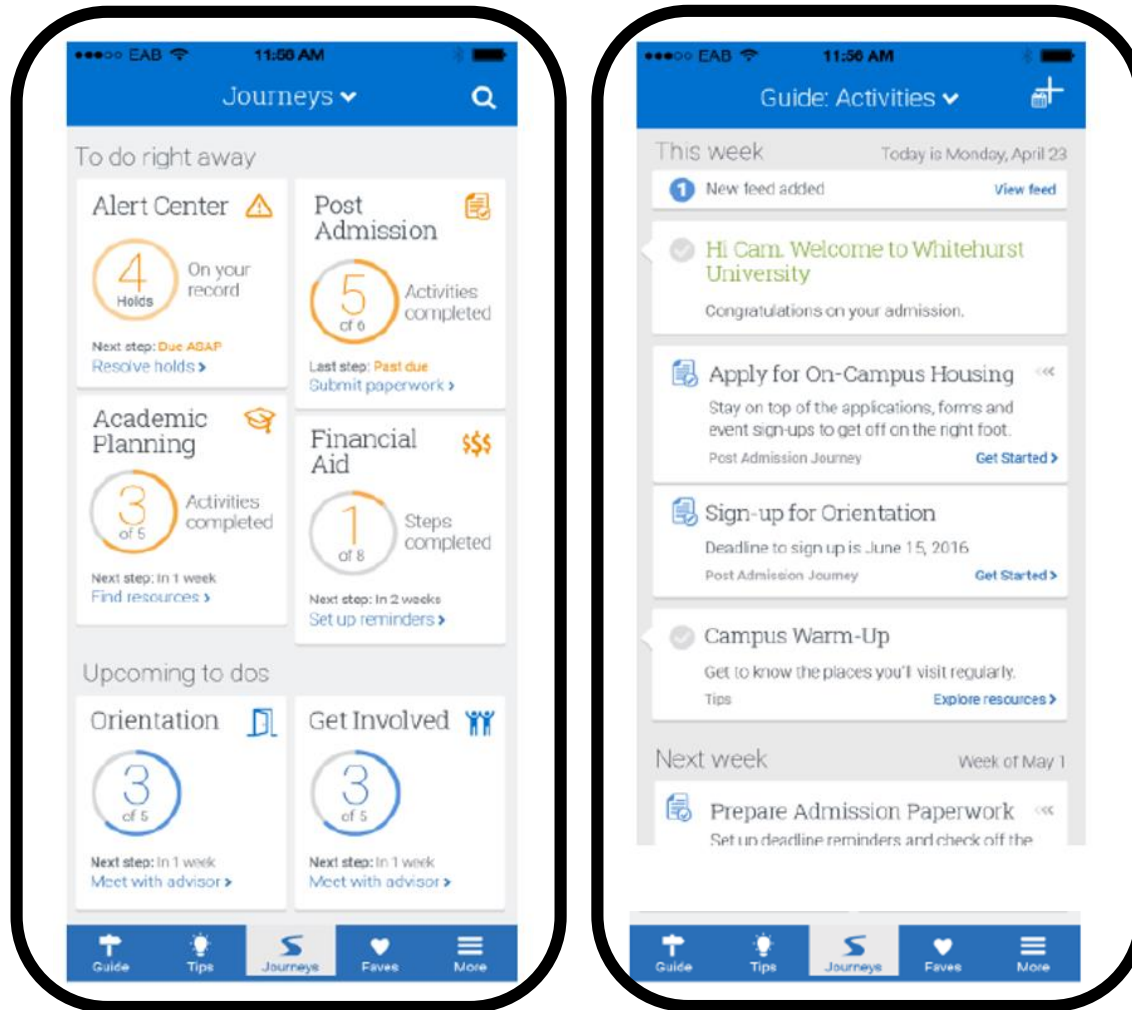 EAB
11:56 AM
Journeys
To do right away
Alert Center
4
Holds
On your
record
Next step: Due ASAP
Resolve holds >
Post
Admission
5
of 6
Activities
completed
Last step: Past due
Submit paperwork >
Academic
Planning
3
of 5
Activities
completed
Next step: In 1 week
Find resources >
Financial
Aid
$$$
1
of 8
Steps
completed
Next step: In 2 weeks
Set up reminders >
Upcoming to dos
Orientation
3
of 5
Next step: In 1 week
Meet with advisor >
Get Involved
3
of 5
Next step: In 1 week
Meet with advisor >
Guide
Tips
Journeys
Faves
More
EAB
11:56 AM
Guide: Activities
This week
Today is Monday, April 23
1 New feed added
View feed
Hi Cam. Welcome to Whitehurst
University
Congratulations on your admission.
Apply for On-Campus Housing
Stay on top of the applications, forms and
event sign-ups to get off on the right foot.
Post Admission Journey
Get Started >
Sign-up for Orientation
Deadline to sign up is June 15, 2016
Post Admission Journey
Get Started >
Campus Warm-Up
Get to know the places you'll visit regularly.
Tips
Explore resources >
Next week
Week of May 1
Prepare Admission Paperwork
Set up deadline reminders and check off the
Guide
Tips
Journeys
Faves
More